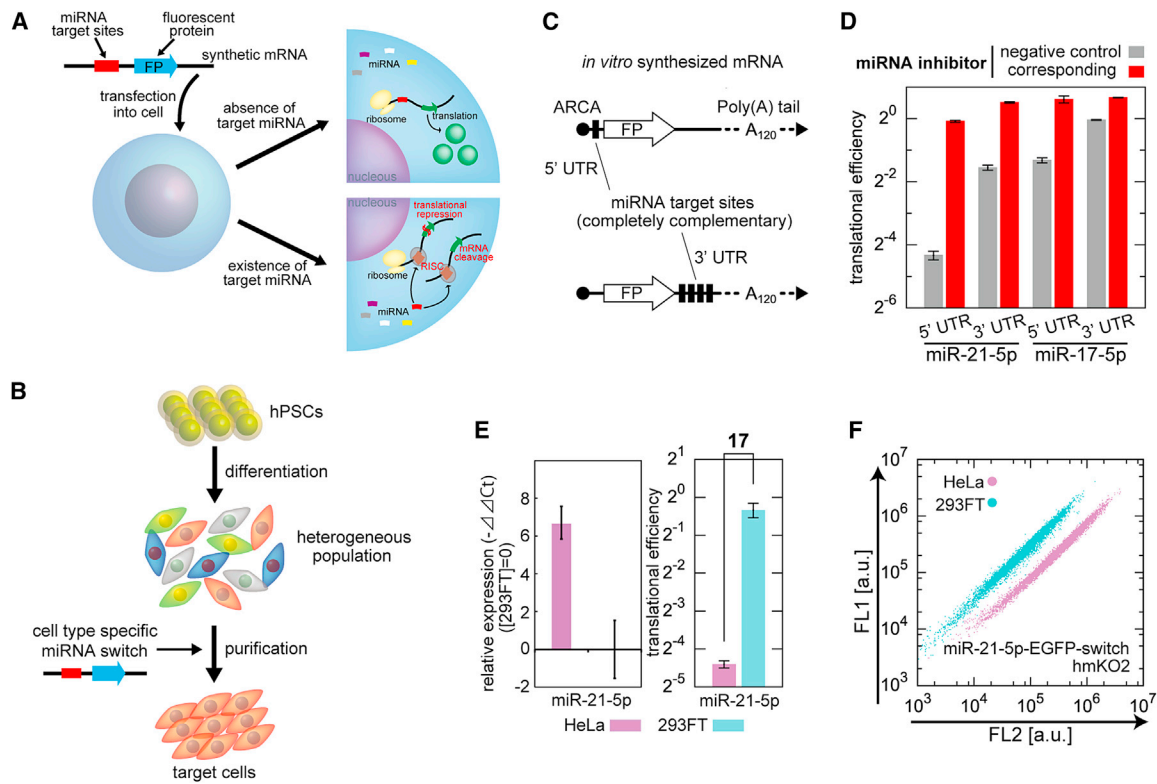 A
miRNA
target sites
fluorescent
protein
FP
synthetic mRNA
transfection
into cell
absence of
target miRNA
existence of
target miRNA
miRNA
ribosome
translation
nucleous
nucleous
translational
repression
mRNA
cleavage
RISC
ribosome
miRNA
B
hPSCs
differentiation
heterogeneous
population
cell type specific
miRNA switch
purification
target cells
C
in vitro synthesized mRNA
ARCA
Poly(A) tail
FP
A120
5' UTR
miRNA target sites
(completely complementary)
3' UTR
FP
A120
D
miRNA inhibitor
negative control
corresponding
translational efficiency
2^0
2^-2
2^-4
2^-6
5' UTR
3' UTR
5' UTR
3' UTR
miR-21-5p
miR-17-5p
E
relative expression (- ⊿⊿Ct)
([293FT]=0)
8
6
4
2
0
-2
miR-21-5p
17
translational efficiency
2^1
2^0
2^-1
2^-2
2^-3
2^-4
2^-5
miR-21-5p
HeLa
293FT
F
FL1 [a.u.]
10^7
10^6
10^5
10^4
10^3
HeLa
293FT
miR-21-5p-EGFP-switch
hmKO2
10^3
10^4
10^5
10^6
10^7
FL2 [a.u.]